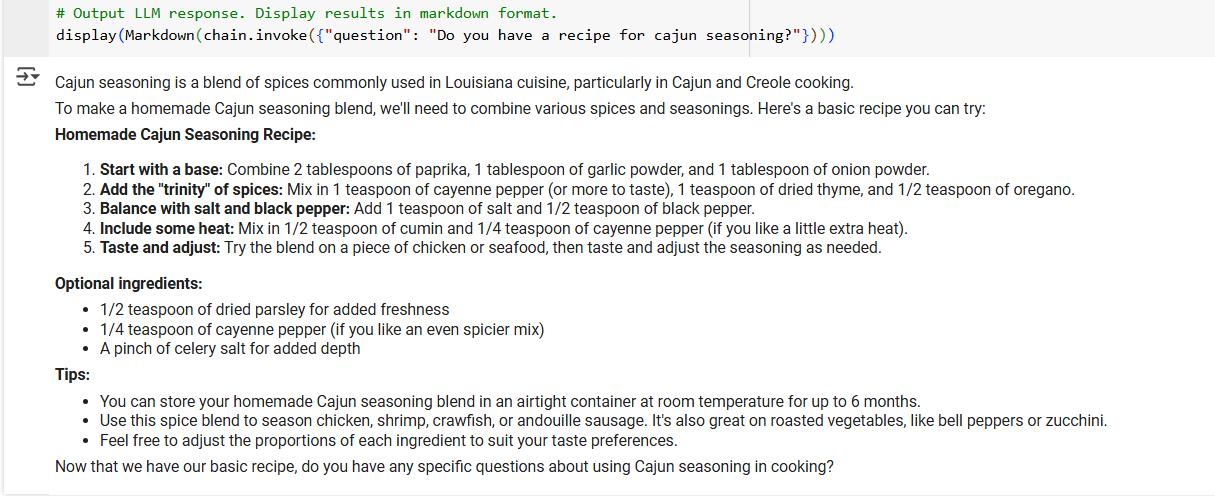 # Output LLM response. Display results in markdown format.
display(Markdown(chain.invoke({"question": "Do you have a recipe for cajun seasoning?"})))
Cajun seasoning is a blend of spices commonly used in Louisiana cuisine, particularly in Cajun and Creole cooking.
To make a homemade Cajun seasoning blend, we'll need to combine various spices and seasonings. Here's a basic recipe you can try:
Homemade Cajun Seasoning Recipe:
1. Start with a base: Combine 2 tablespoons of paprika, 1 tablespoon of garlic powder, and 1 tablespoon of onion powder.
2. Add the "trinity" of spices: Mix in 1 teaspoon of cayenne pepper (or more to taste), 1 teaspoon of dried thyme, and 1/2 teaspoon of oregano.
3. Balance with salt and black pepper: Add 1 teaspoon of salt and 1/2 teaspoon of black pepper.
4. Include some heat: Mix in 1/2 teaspoon of cumin and 1/4 teaspoon of cayenne pepper (if you like a little extra heat).
5. Taste and adjust: Try the blend on a piece of chicken or seafood, then taste and adjust the seasoning as needed.
Optional ingredients:
• 1/2 teaspoon of dried parsley for added freshness
• 1/4 teaspoon of cayenne pepper (if you like an even spicier mix)
• A pinch of celery salt for added depth
Tips:
• You can store your homemade Cajun seasoning blend in an airtight container at room temperature for up to 6 months.
• Use this spice blend to season chicken, shrimp, crawfish, or andouille sausage. It's also great on roasted vegetables, like bell peppers or zucchini.
• Feel free to adjust the proportions of each ingredient to suit your taste preferences.
Now that we have our basic recipe, do you have any specific questions about using Cajun seasoning in cooking?